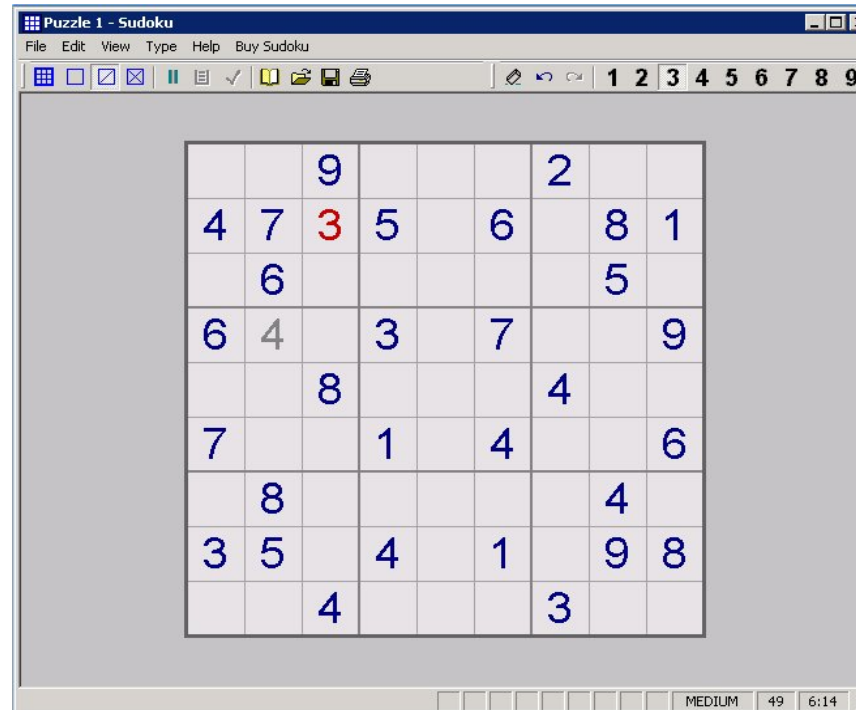 Puzzle 1 - Sudoku
File Edit View Type Help Buy Sudoku
1 2 3 4 5 6 7 8 9
9 2
4 7 3 5 6 8 1
6 5
6 4 3 7 9
8 4
7 1 4 6
8 4
3 5 4 1 9 8
4 3
MEDIUM 49 6:14